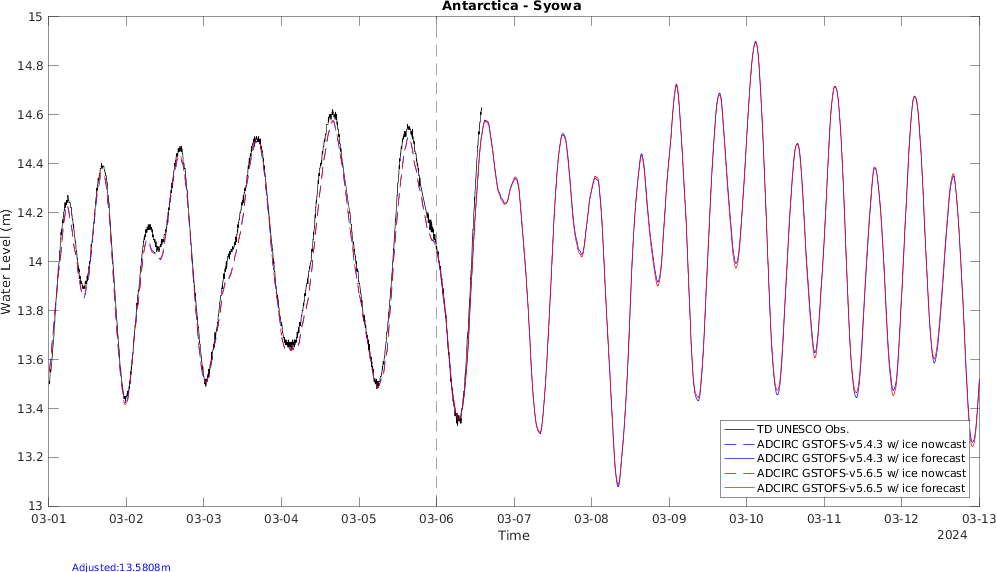 Antarctica - Syowa
15
14.8
14.6
14.4
14.2
14
13.8
13.6
13.4
13.2
13
Water Level (m)
TD UNESCO Obs.
ADCIRC GSTOFS-v5.4.3 w/ ice nowcast
ADCIRC GSTOFS-v5.4.3 w/ ice forecast
ADCIRC GSTOFS-v5.6.5 w/ ice nowcast
ADCIRC GSTOFS-v5.6.5 w/ ice forecast
03-01 03-02 03-03 03-04 03-05 03-06 03-07 03-08 03-09 03-10 03-11 03-12 03-13
Time
2024
Adjusted:13.5808m